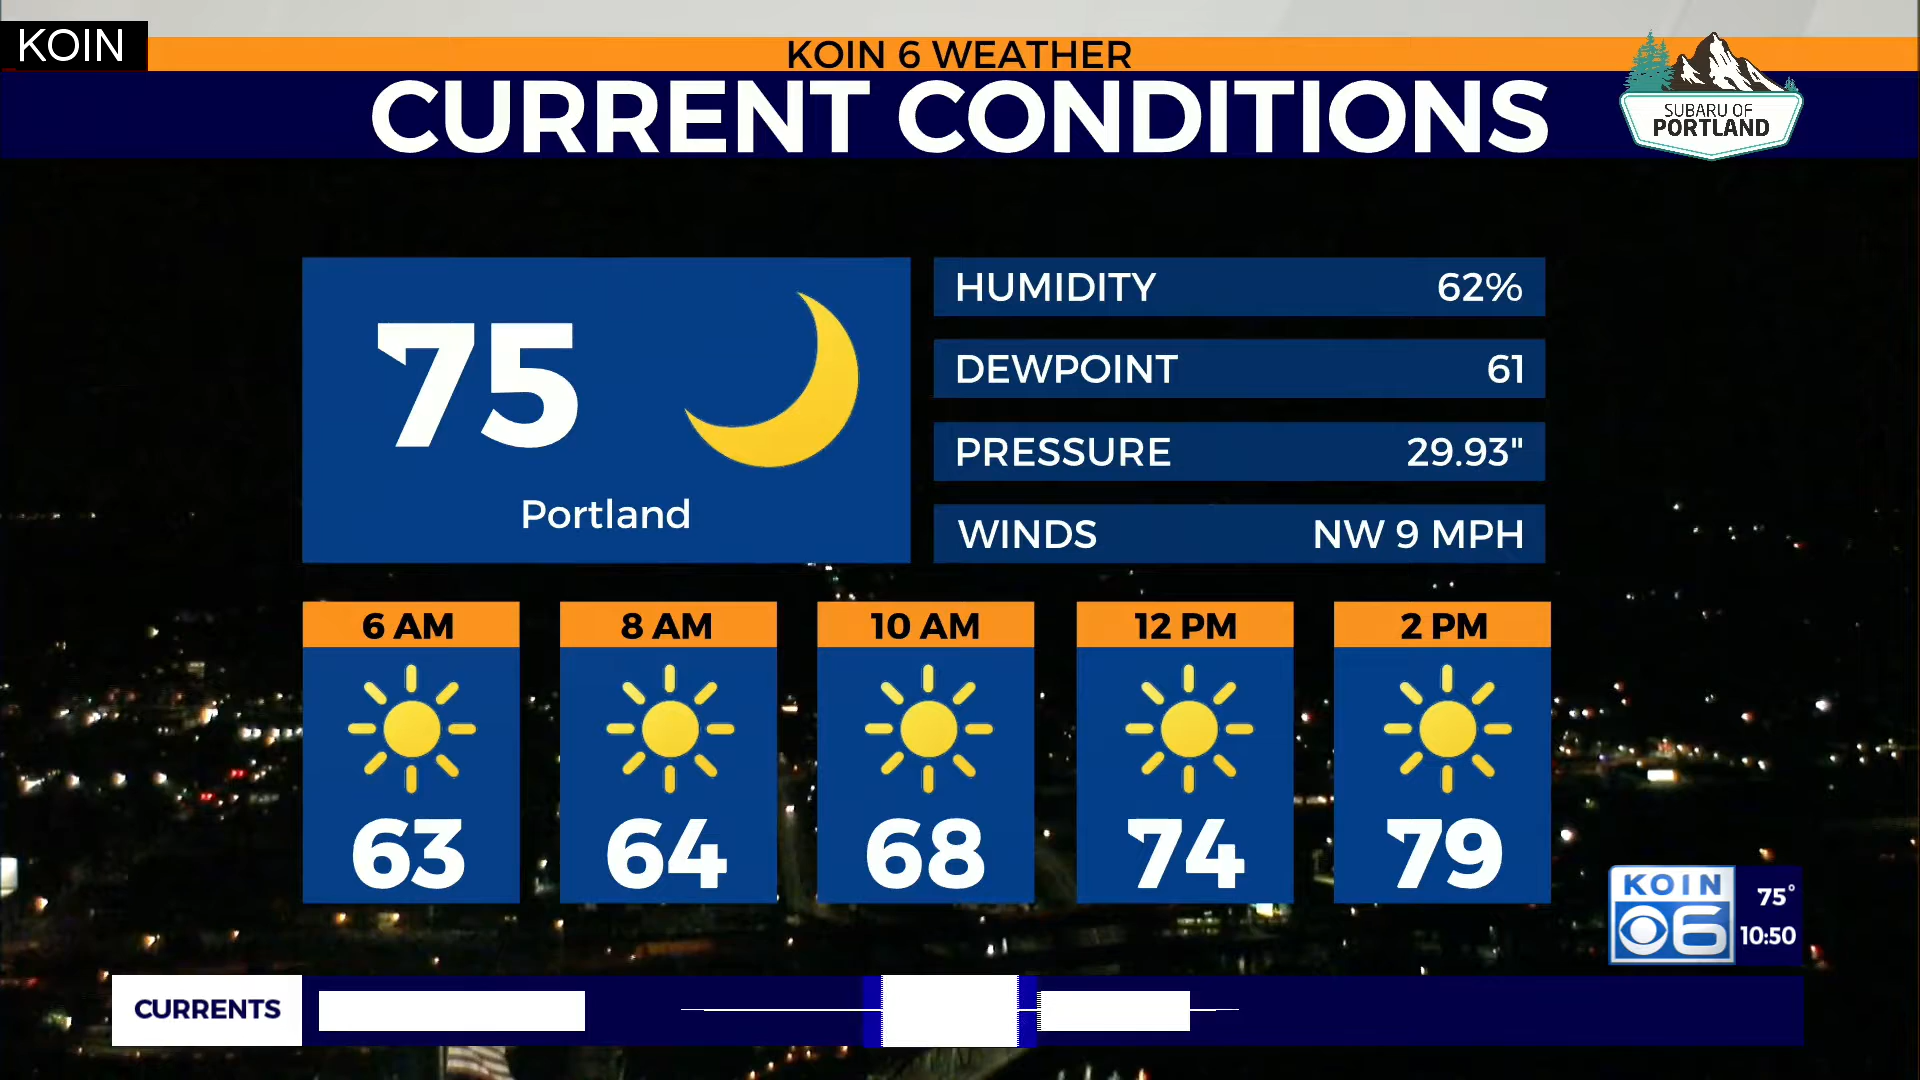 KOIN
KOIN 6 WEATHER
CURRENT CONDITIONS
SUBARU OF
PORTLAND
75
Portland
HUMIDITY 62%
DEWPOINT 61
PRESSURE 29.93"
WINDS NW 9 MPH
6 AM 8 AM 10 AM 12 PM 2 PM
63 64 68 74 79
KOIN
6
75°
10:50
CURRENTS